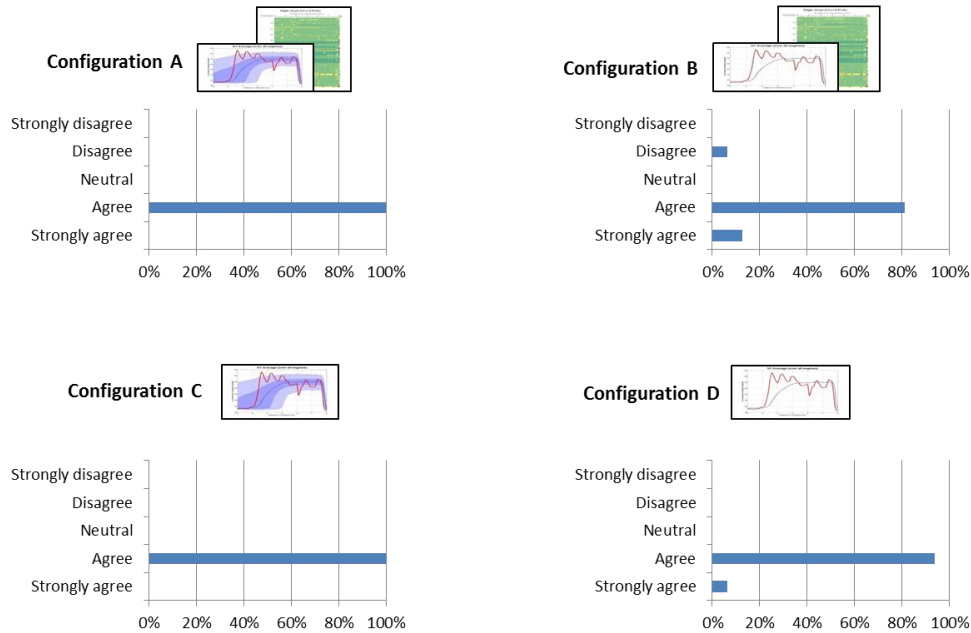 Configuration A
Strongly disagree
Disagree
Neutral
Agree
Strongly agree
0% 20% 40% 60% 80% 100%
Configuration B
Strongly disagree
Disagree
Neutral
Agree
Strongly agree
0% 20% 40% 60% 80% 100%
Configuration C
Strongly disagree
Disagree
Neutral
Agree
Strongly agree
0% 20% 40% 60% 80% 100%
Configuration D
Strongly disagree
Disagree
Neutral
Agree
Strongly agree
0% 20% 40% 60% 80% 100%